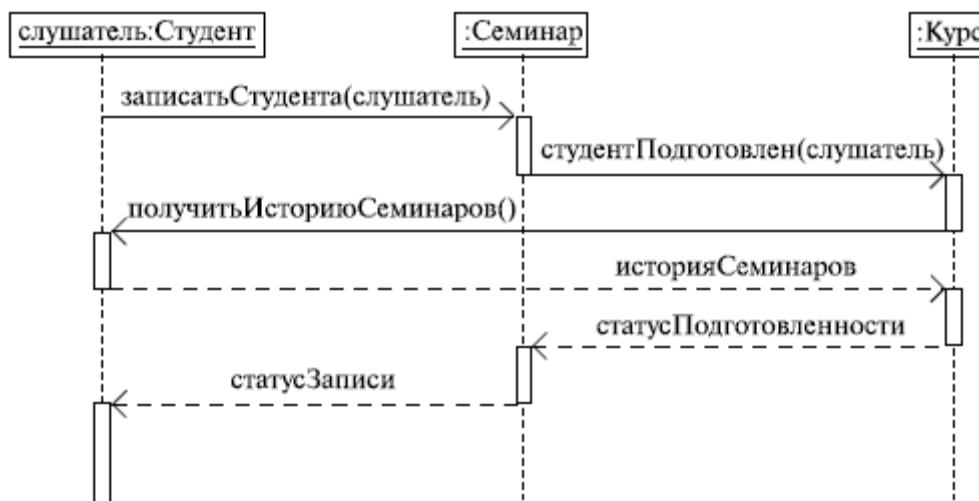 слушатель:Студент
:Семинар
:Курс
записатьСтудента(слушатель)
студентПодготовлен(слушатель)
получитьИсториюСеминаров()
историяСеминаров
статусПодготовленности
статусЗаписи